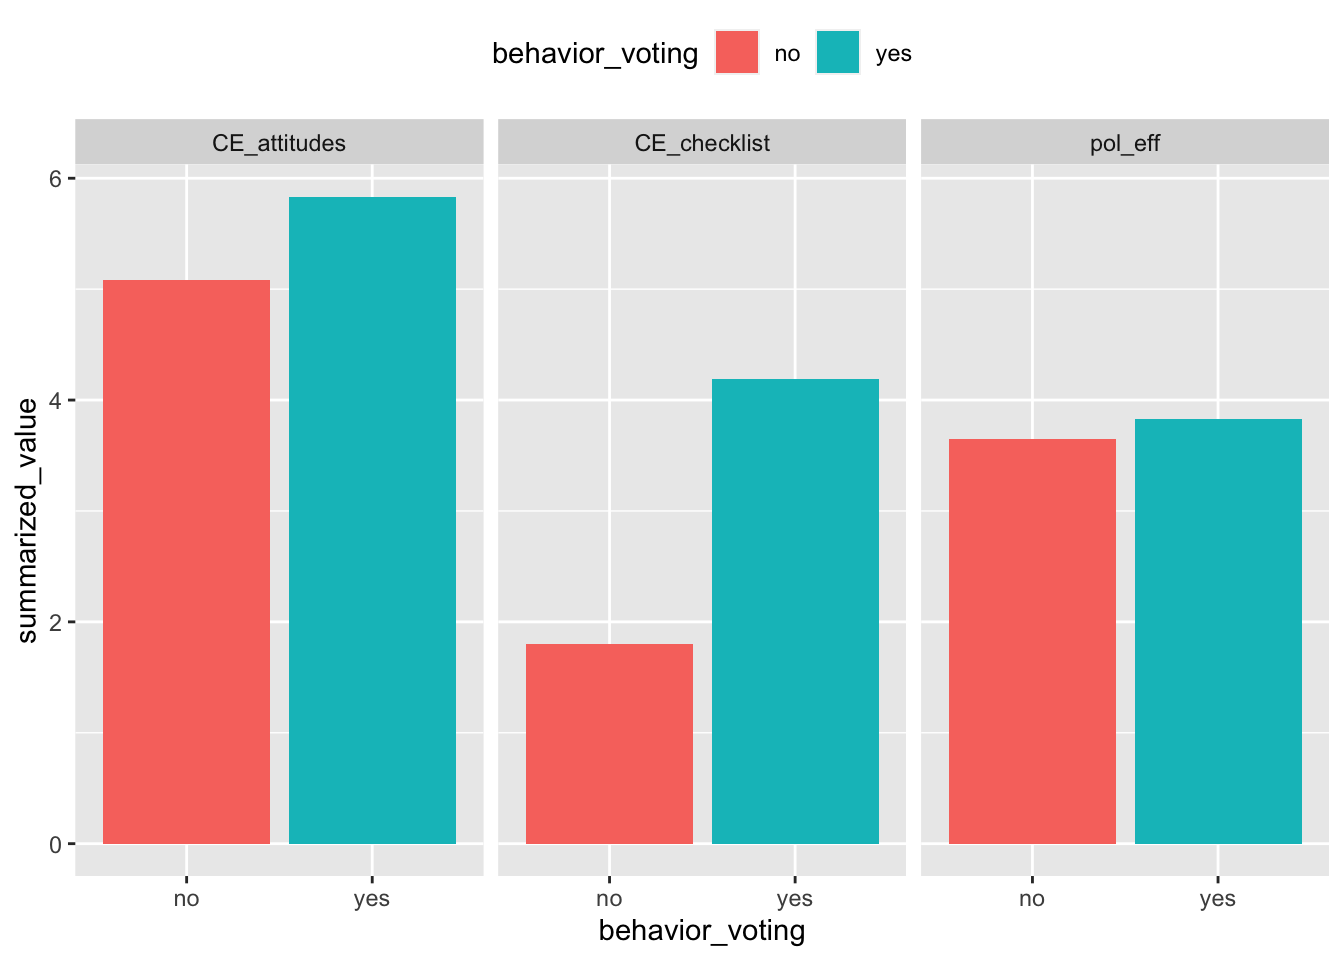 behavior_voting no yes
CE_attitudes CE_checklist pol_eff
6
4
2
0
summarized_value
no yes no yes no yes
behavior_voting